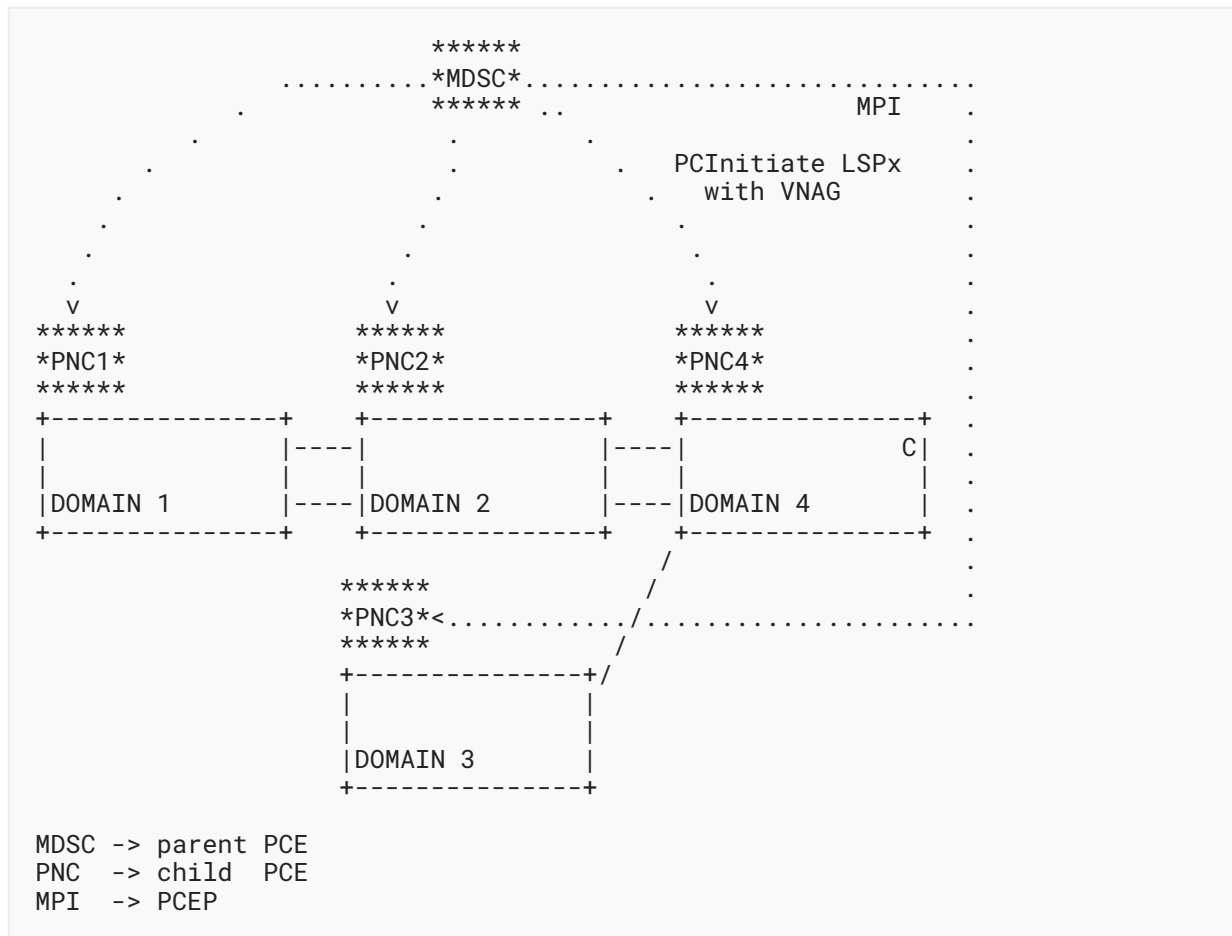 ******
*MDSC*
****** MPI
PCInitiate LSPx
with VNAG
v v v
****** ****** ******
*PNC1* *PNC2* *PNC4*
****** ****** ******
C
DOMAIN 1 DOMAIN 2 DOMAIN 4
******
*PNC3*<
******
DOMAIN 3
MDSC -> parent PCE
PNC -> child PCE
MPI -> PCEP